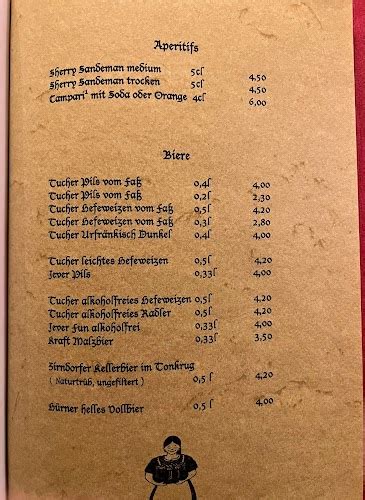 Aperitifs
Sherry Sandeman medium 5cl
Sherry Sandeman trocken 5cl 4,50
Campari¹ mit Soda oder Orange 4cl 4,50
6,00
Biere
Tucher Pils vom Faß 0,4l 4,00
Tucher Pils vom Faß 0,2l 2,30
Tucher Hefeweizen vom Faß 0,5l 4,20
Tucher Hefeweizen vom Faß 0,3l 2,80
Tucher Urfränkisch Dunkel 0,4l 4,00
Tucher leichtes Hefeweizen 0,5l 4,20
Jever Pils 0,33l 4,00
Tucher alkoholfreies Hefeweizen 0,5l 4,20
Tucher alkoholfreies Radler 0,5l 4,20
Jever Fun alkoholfrei 0,33l 4,00
Kraft Malzbier 0,33l 3,50
Zirndorfer Kellerbier im Tonkrug
( Naturtrüb, ungefiltert ) 0,5 l 4,20
Hürner helles Vollbier 0,5 l 4,00